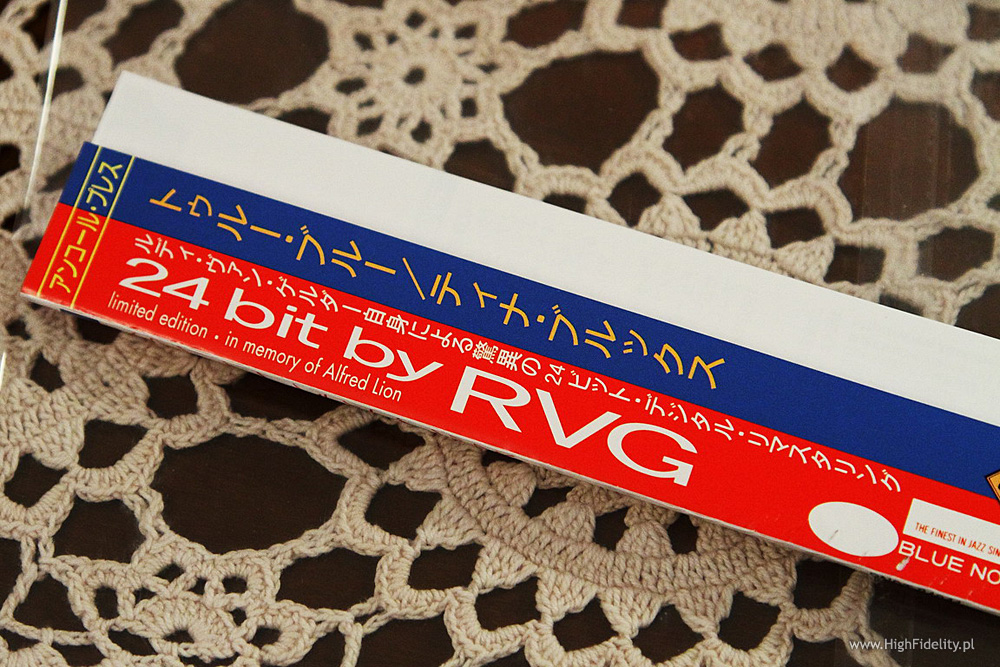 アンコール・プレス
トゥルー・ブルー/ティナ・ブルックス
ルディ・ヴァン・ゲルダー自身による驚異の24ビット・デジタル・リマスタリング
24 bit by RVG
limited edition・in memory of Alfred Lion
THE FINEST IN JAZZ SIN
BLUE NO
www.HighFidelity.pl